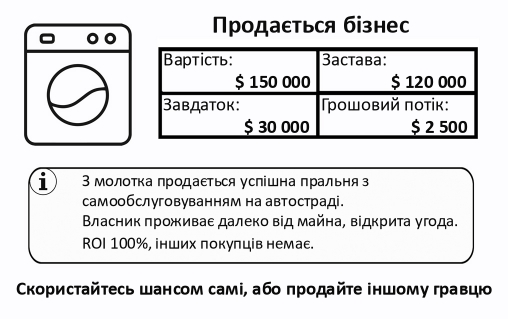 Продається бізнес
Вартість:
$ 150 000
Застава:
$ 120 000
Завдаток:
$ 30 000
Грошовий потік:
$ 2 500
i
З молотка продається успішна пральня з
самообслуговуванням на автостраді.
Власник проживає далеко від майна, відкрита угода.
ROI 100%, інших покупців немає.
Скористайтесь шансом самі, або продайте іншому гравцю